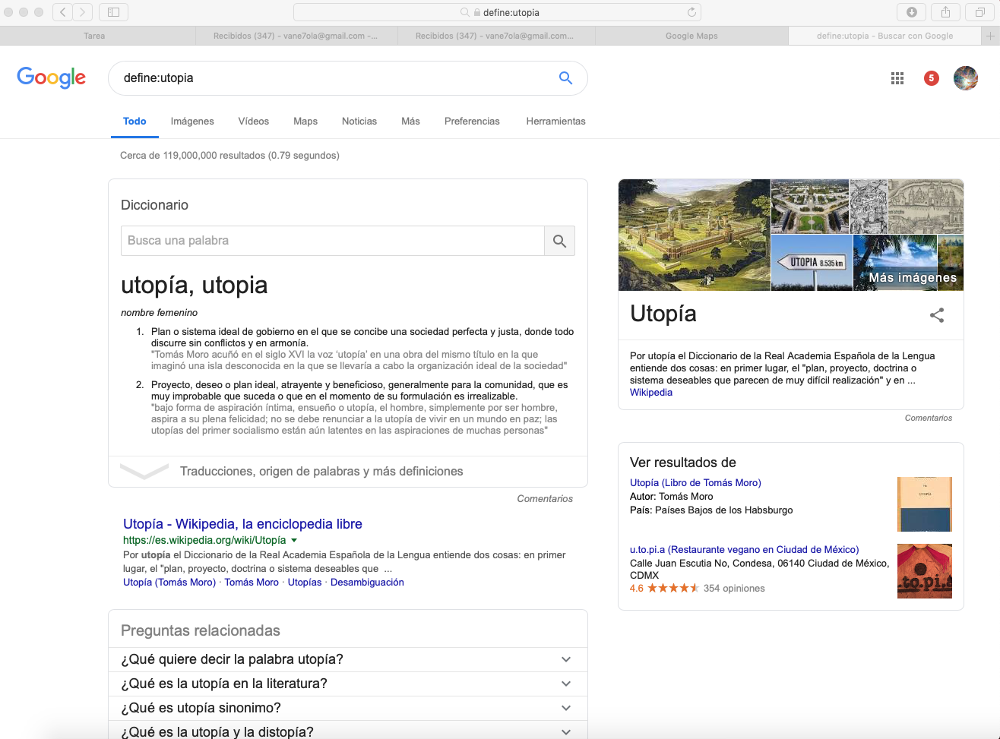 define:utopia
Tarea
Recibidos (347) - vane7ola@gmail.com -...
Recibidos (347) - vane7ola@gmail.com...
Google Maps
define:utopia - Buscar con Google
Google
define:utopia
5
Todo
Imágenes
Vídeos
Maps
Noticias
Más
Preferencias
Herramientas
Cerca de 119,000,000 resultados (0.79 segundos)
Diccionario
Busca una palabra
utopía, utopia
nombre femenino
1. Plan o sistema ideal de gobierno en el que se concibe una sociedad perfecta y justa, donde todo
discurre sin conflictos y en armonía.
"Tomás Moro acuñó en el siglo XVI la voz ‘utopía’ en una obra del mismo título en la que
imaginó una isla desconocida en la que se llevaría a cabo la organización ideal de la sociedad"
2. Proyecto, deseo o plan ideal, atrayente y beneficioso, generalmente para la comunidad, que es
muy improbable que suceda o que en el momento de su formulación es irrealizable.
"bajo forma de aspiración íntima, ensueño o utopía, el hombre, simplemente por ser hombre,
aspira a su plena felicidad; no se debe renunciar a la utopía de vivir en un mundo en paz; las
utopías del primer socialismo están aún latentes en las aspiraciones de muchas personas"
Traducciones, origen de palabras y más definiciones
Comentarios
Utopía - Wikipedia, la enciclopedia libre
https://es.wikipedia.org/wiki/Utopía
Por utopía el Diccionario de la Real Academia Española de la Lengua entiende dos cosas: en primer
lugar, el "plan, proyecto, doctrina o sistema deseables que ...
Utopía (Tomás Moro) · Tomás Moro · Utopías · Desambiguación
Preguntas relacionadas
¿Qué quiere decir la palabra utopía?
¿Qué es la utopía en la literatura?
¿Qué es utopía sinonimo?
¿Qué es la utopía y la distopía?
UTOPIA 8.535 km
Más imágenes
Utopía
Por utopía el Diccionario de la Real Academia Española de la Lengua
entiende dos cosas: en primer lugar, el "plan, proyecto, doctrina o
sistema deseables que parecen de muy difícil realización" y en ...
Wikipedia
Comentarios
Ver resultados de
Utopía (Libro de Tomás Moro)
Autor: Tomás Moro
País: Países Bajos de los Habsburgo
UTOPÍA
u.to.pi.a (Restaurante vegano en Ciudad de México)
Calle Juan Escutia No, Condesa, 06140 Ciudad de México,
CDMX
4.6 354 opiniones
.to.pi.a